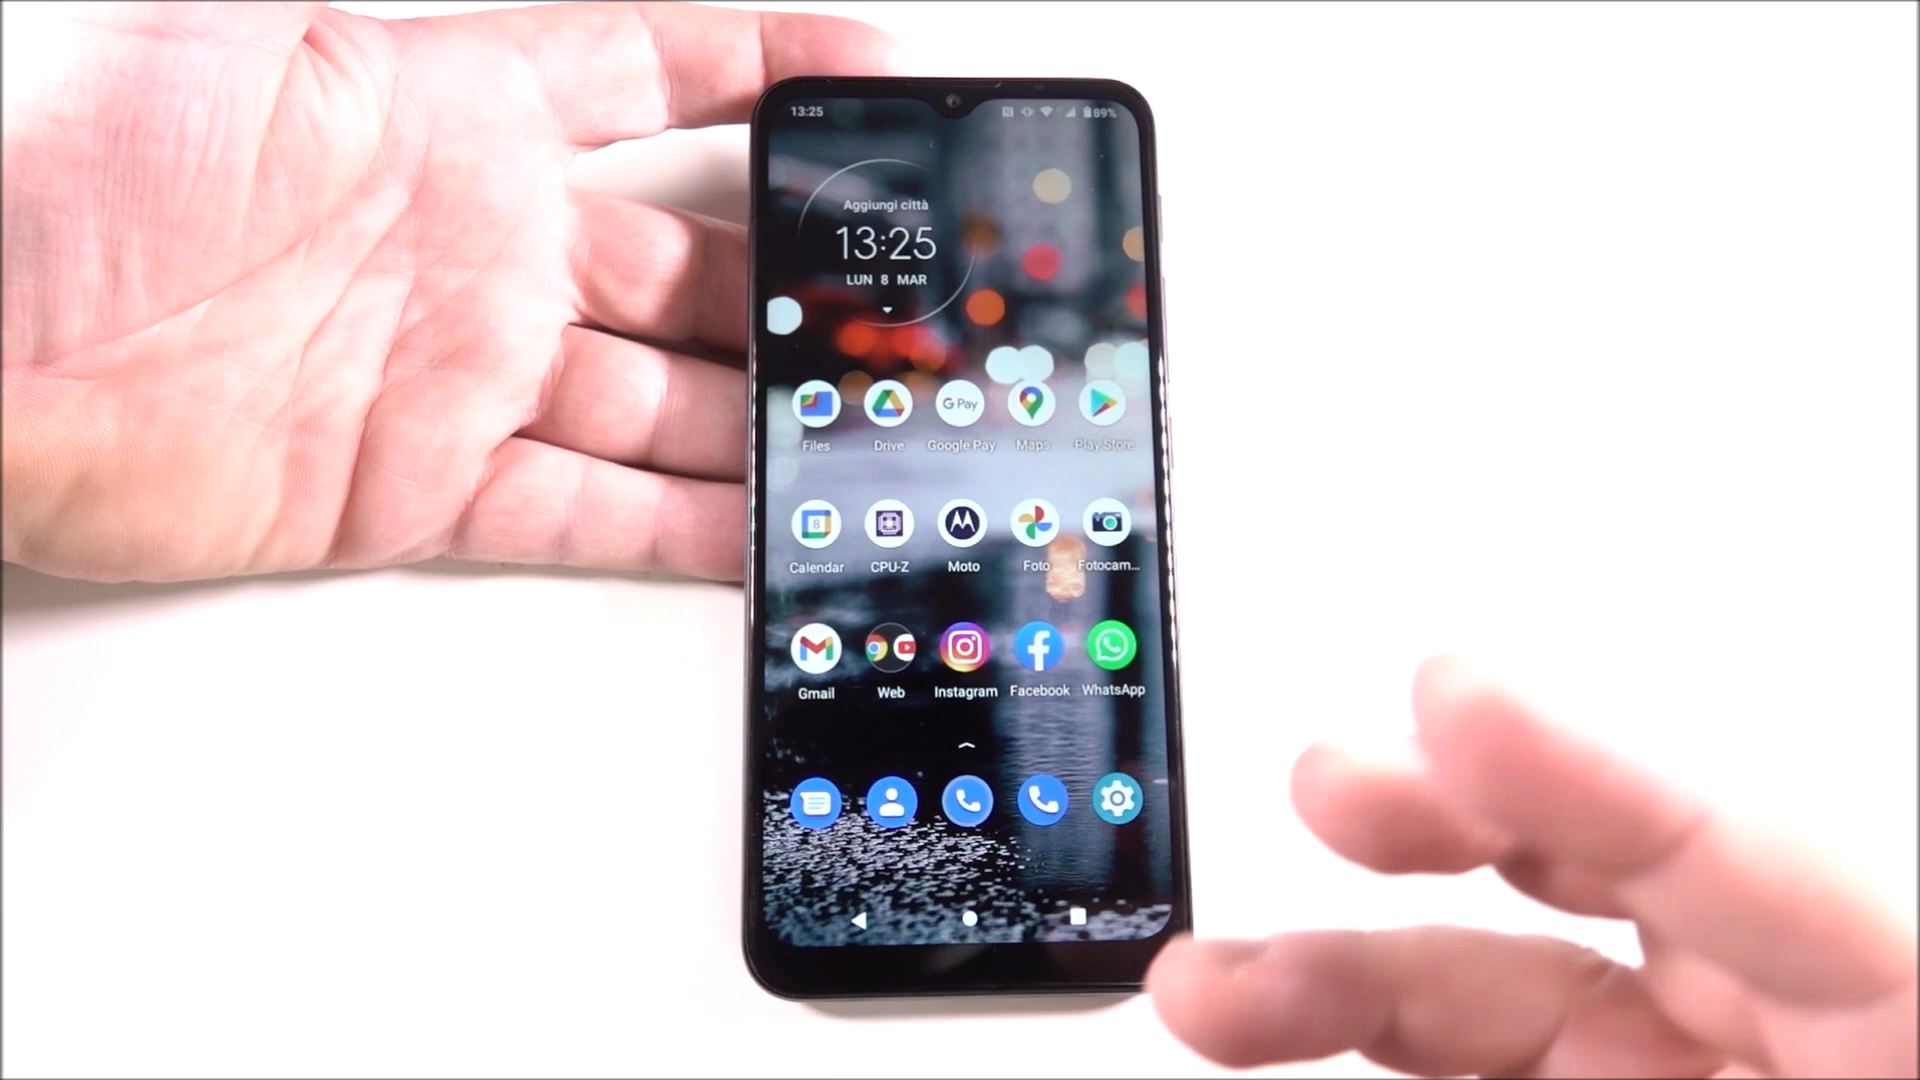 13:25
89%
Aggiungi città
13:25
LUN 8 MAR
G Pay
Files Drive Google Pay Maps Play Store
8
Calendar CPU-Z Moto Foto Fotocam...
Gmail Web Instagram Facebook WhatsApp